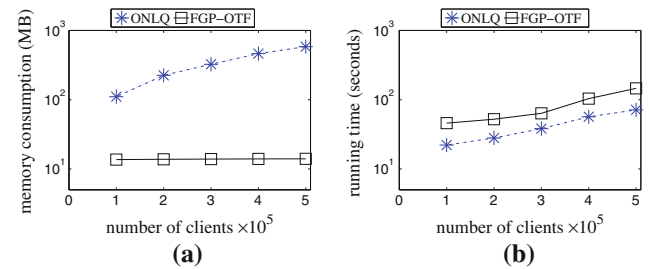 ONLQ FGP-OTF
memory consumption (MB)
10^3
10^2
10^1
0 1 2 3 4 5
number of clients ×10^5
(a)
ONLQ FGP-OTF
running time (seconds)
10^3
10^2
10^1
0 1 2 3 4 5
number of clients ×10^5
(b)